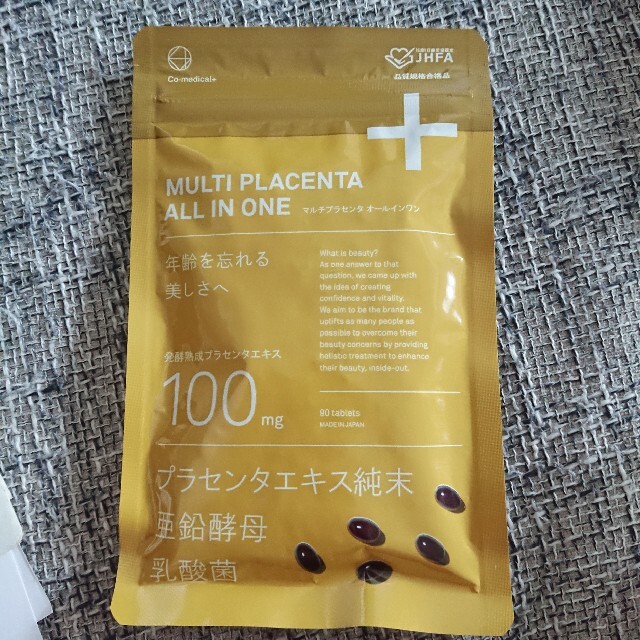 Co-medical+
JHFA
品質規格合格品
MULTI PLACENTA
ALL IN ONE マルチプラセンタ オールインワン
年齢を忘れる
美しさへ
What is beauty?
As one answer to that
question, we came up with
the idea of creating
confidence and vitality.
We aim to be the brand that
uplifts as many people as
possible to overcome their
beauty concerns by providing
holistic treatment to enhance
their beauty, inside-out.
発酵熟成プラセンタエキス
100mg
90 tablets
MADE IN JAPAN
プラセンタエキス純末
亜鉛酵母
乳酸菌